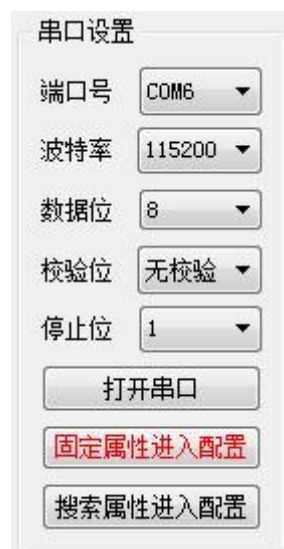 串口设置
端口号 COM6
波特率 115200
数据位 8
校验位 无校验
停止位 1
打开串口
固定属性进入配置
搜索属性进入配置